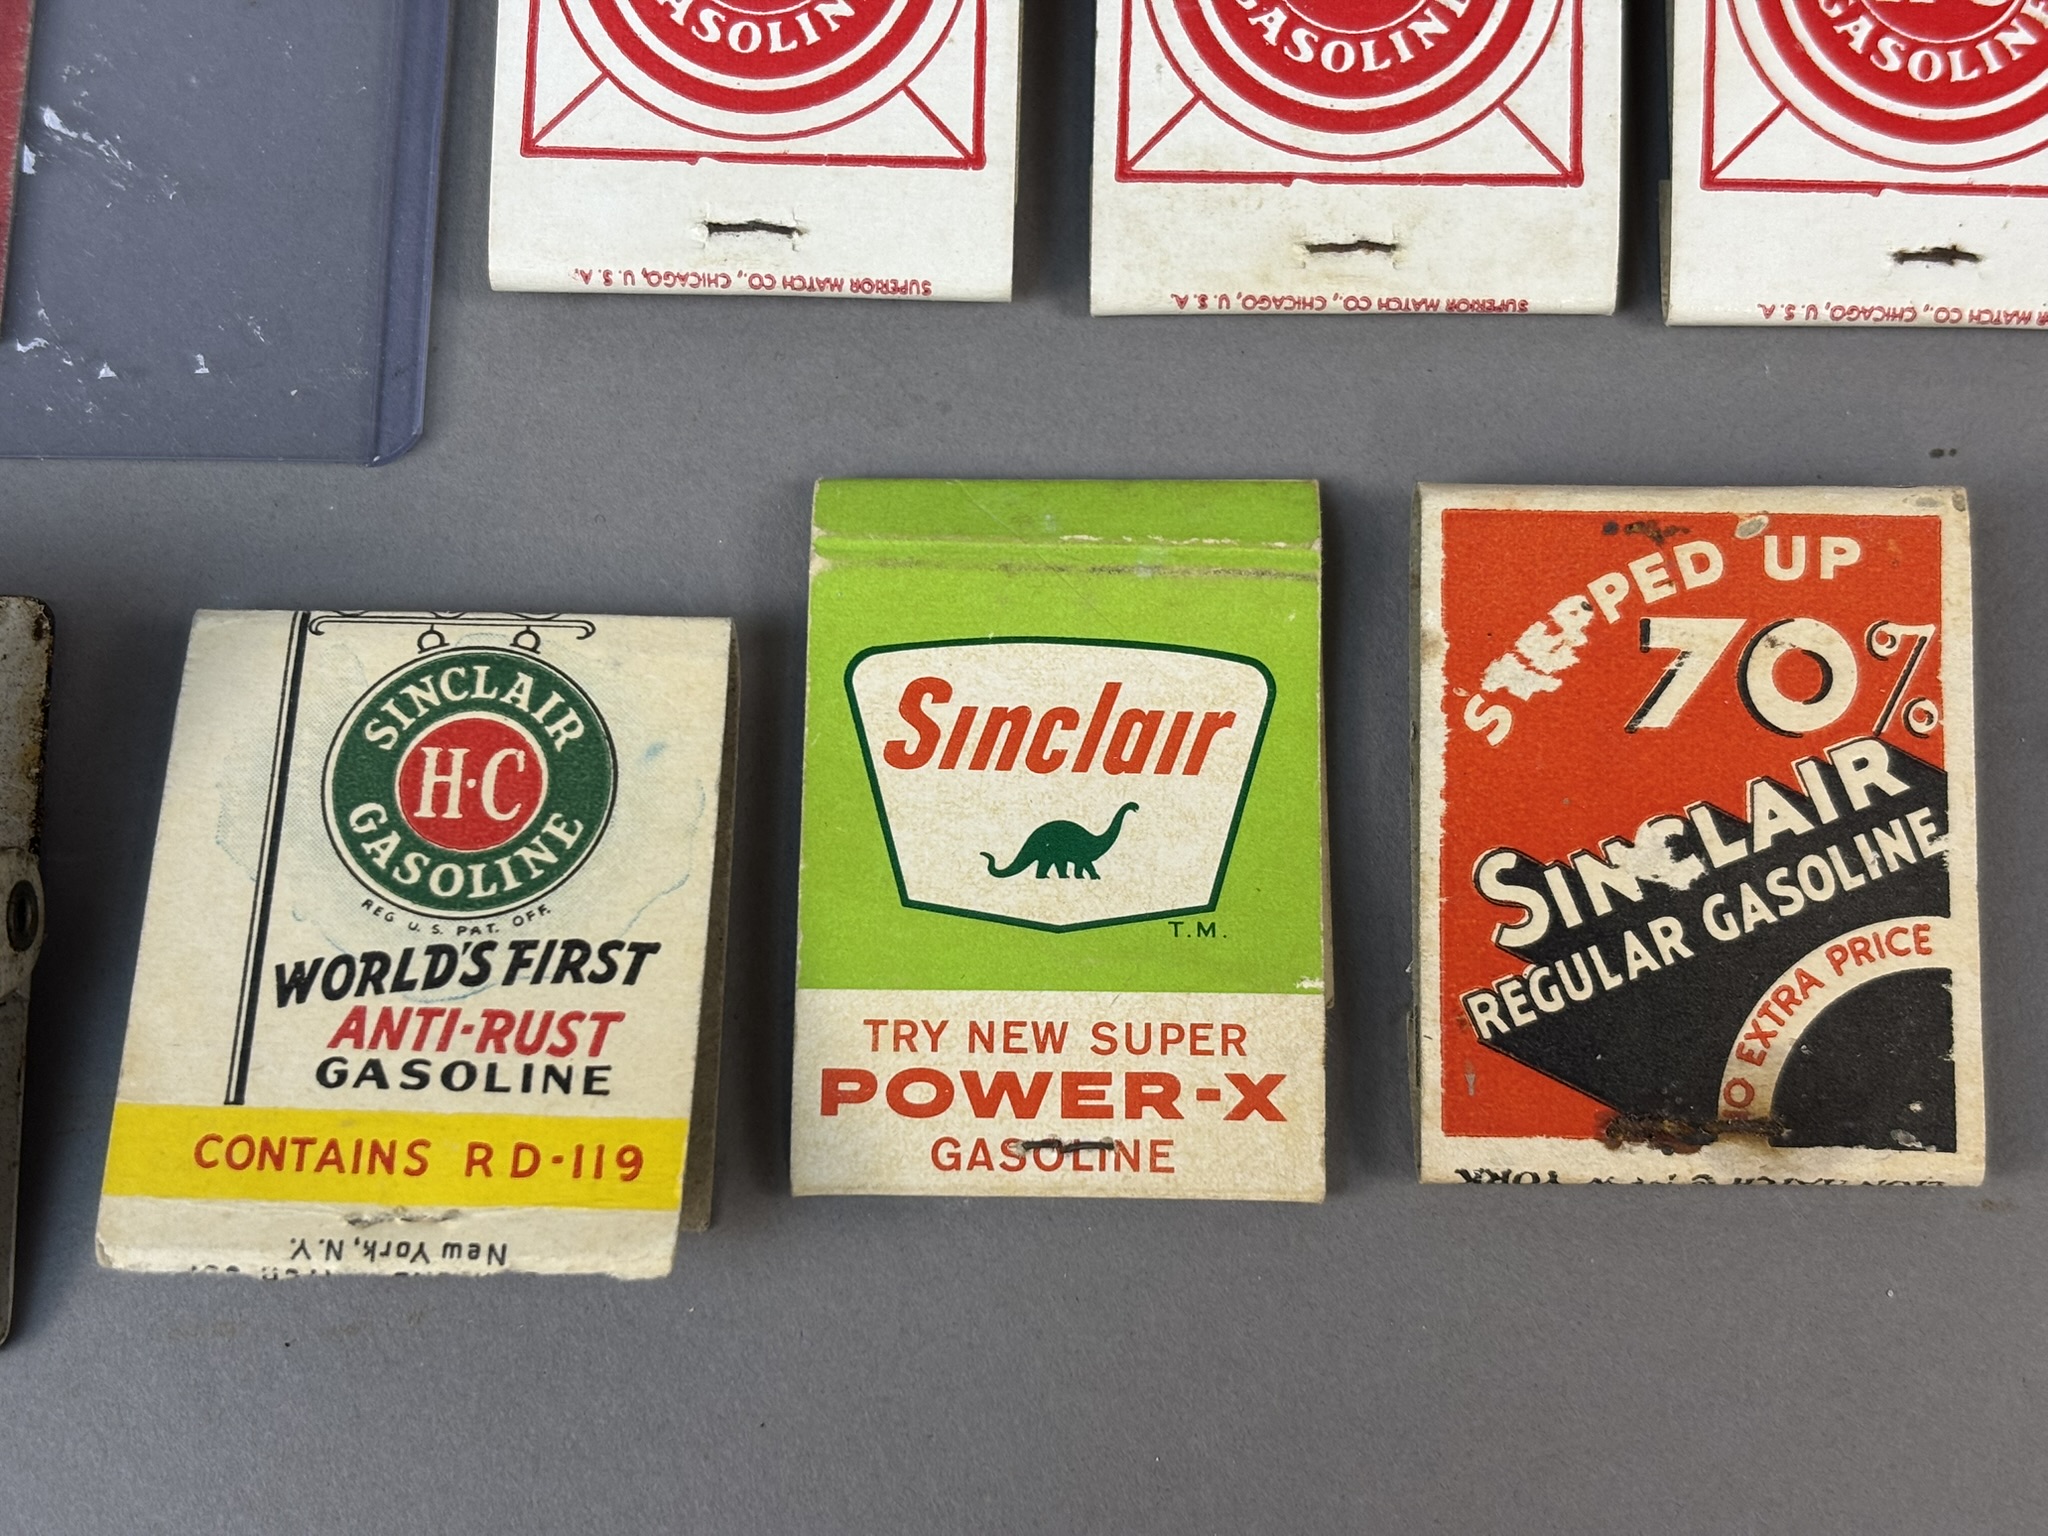 GASOLINE
SUPERIOR MATCH CO., CHICAGO, U. S. A.
GASOLINE
SUPERIOR MATCH CO., CHICAGO, U. S. A.
GASOLINE
MATCH CO., CHICAGO, U. S. A.
SINCLAIR
H·C
GASOLINE
REG U. S. PAT. OFF.
WORLD'S FIRST
ANTI-RUST
GASOLINE
CONTAINS RD-119
New York, N.Y.
Sinclair
T.M.
TRY NEW SUPER
POWER-X
GASOLINE
STEPPED UP
70%
SINCLAIR
REGULAR GASOLINE
NO EXTRA PRICE
YORK